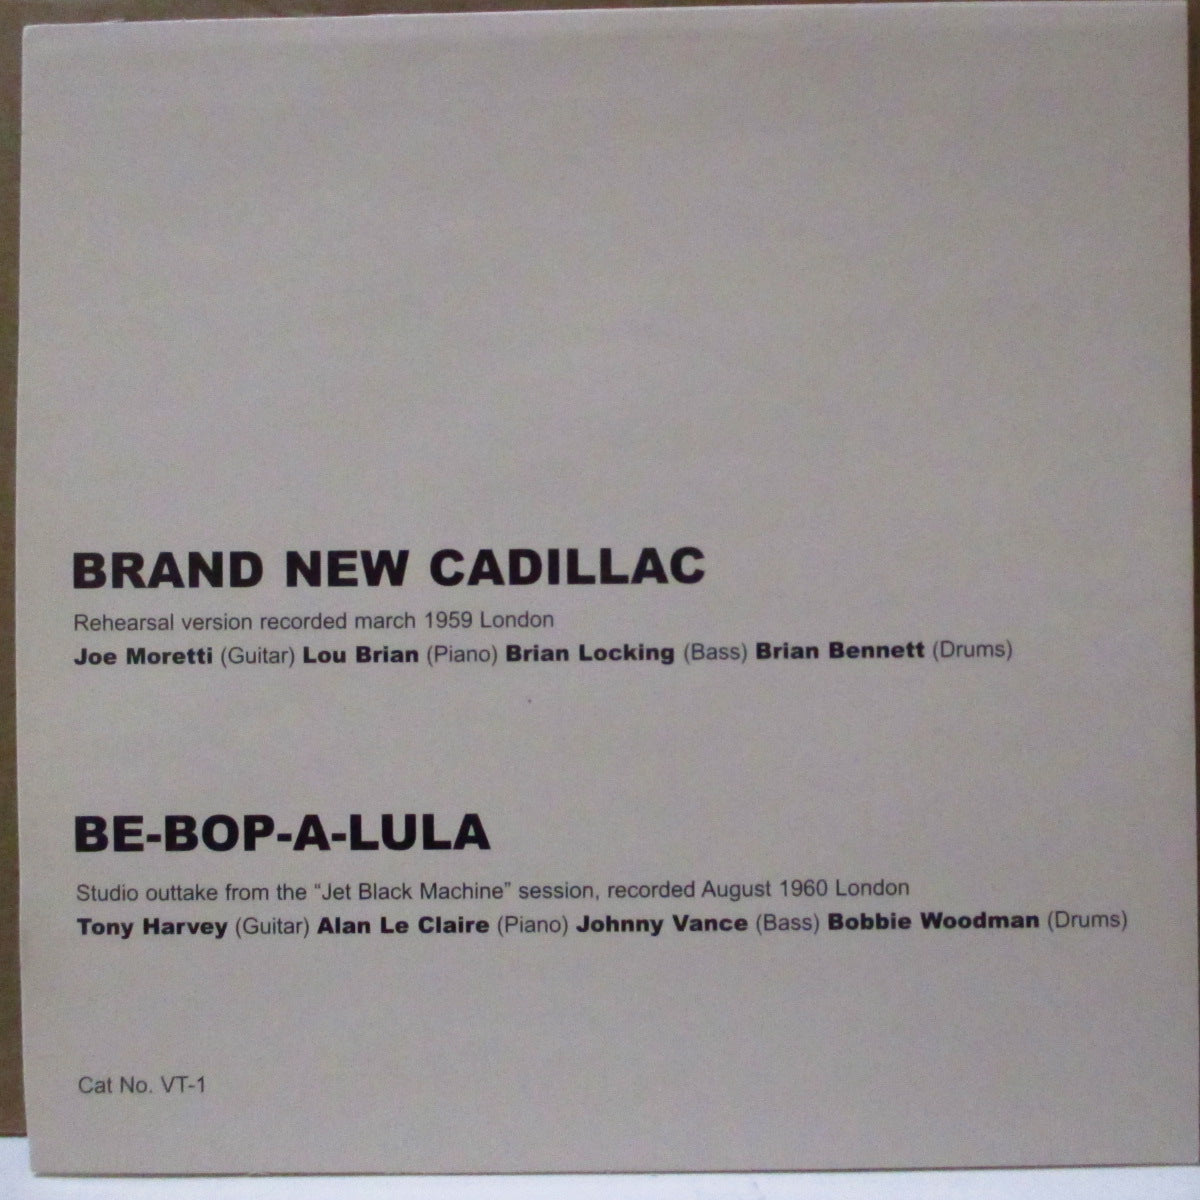 BRAND NEW CADILLAC
Rehearsal version recorded march 1959 London
Joe Moretti (Guitar) Lou Brian (Piano) Brian Locking (Bass) Brian Bennett (Drums)
BE-BOP-A-LULA
Studio outtake from the “Jet Black Machine” session, recorded August 1960 London
Tony Harvey (Guitar) Alan Le Claire (Piano) Johnny Vance (Bass) Bobbie Woodman (Drums)
Cat No. VT-1